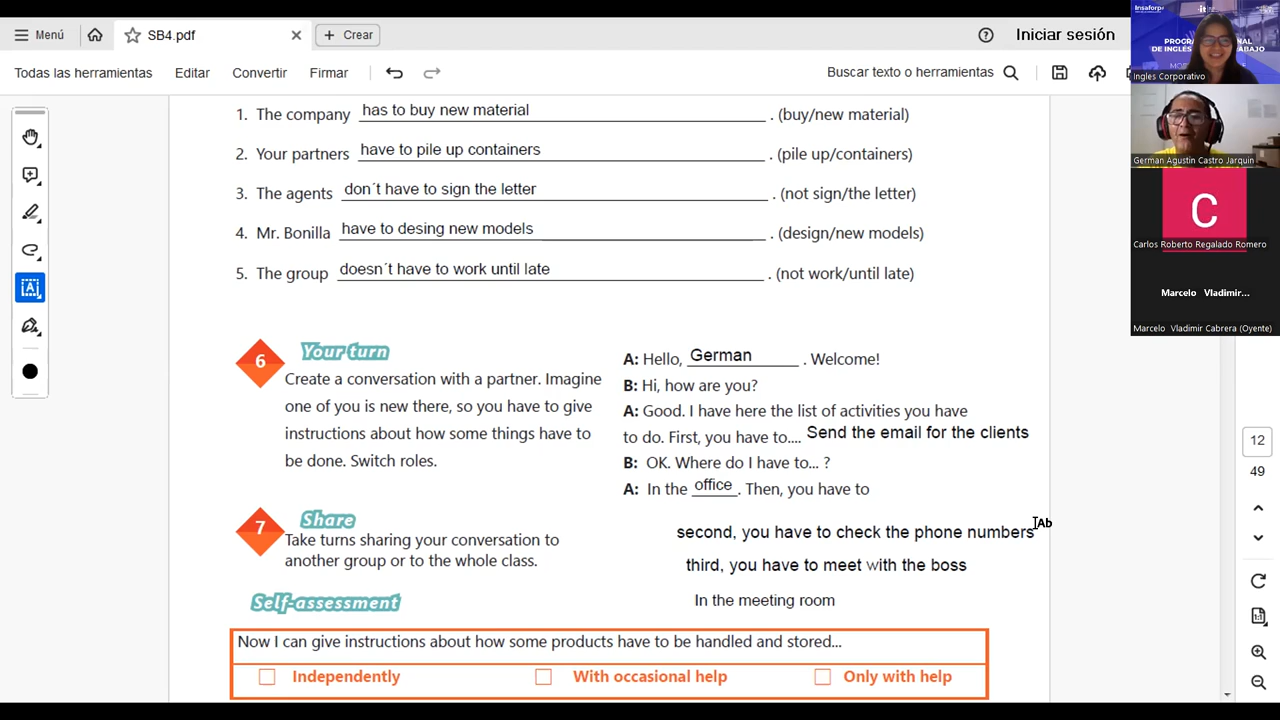 Menú
SB4.pdf
Crear
Iniciar sesión
Todas las herramientas
Editar
Convertir
Firmar
Buscar texto o herramientas
1. The company has to buy new material . (buy/new material)
2. Your partners have to pile up containers . (pile up/containers)
3. The agents don´t have to sign the letter . (not sign/the letter)
4. Mr. Bonilla have to desing new models . (design/new models)
5. The group doesn´t have to work until late . (not work/until late)
6 Your turn
Create a conversation with a partner. Imagine
one of you is new there, so you have to give
instructions about how some things have to
be done. Switch roles.
A: Hello, German . Welcome!
B: Hi, how are you?
A: Good. I have here the list of activities you have
to do. First, you have to.... Send the email for the clients
B: OK. Where do I have to... ?
A: In the office. Then, you have to
second, you have to check the phone numbers
third, you have to meet with the boss
In the meeting room
7 Share
Take turns sharing your conversation to
another group or to the whole class.
Self-assessment
Now I can give instructions about how some products have to be handled and stored...
Independently
With occasional help
Only with help
Insaforp
Ingles Corporativo
German Agustin Castro Jarquin
C
Carlos Roberto Regalado Romero
Marcelo Vladimir...
Marcelo Vladimir Cabrera (Oyente)
12
49
Ab